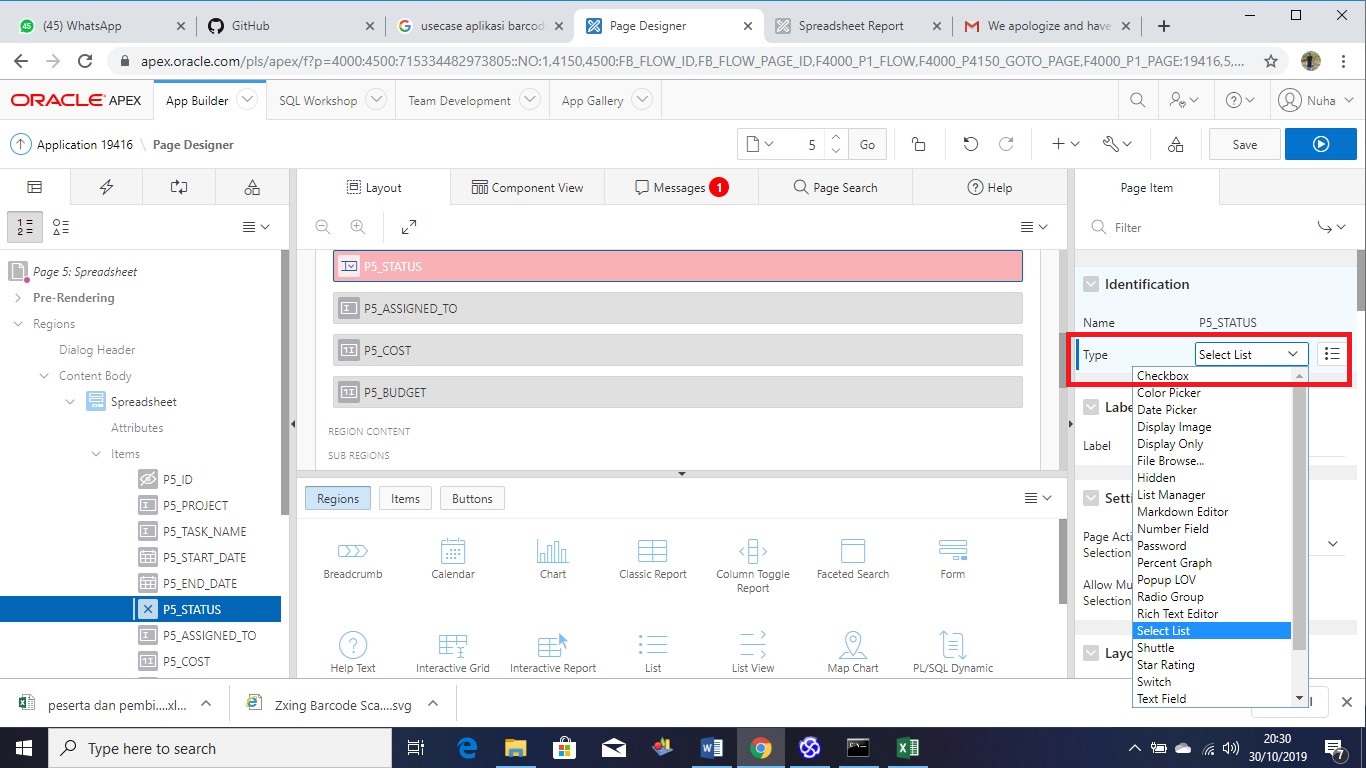 (45) WhatsApp
GitHub
usecase aplikasi barcod
Page Designer
Spreadsheet Report
We apologize and have
apex.oracle.com/pls/apex/f?p=4000:4500:715334482973805::NO:1,4150,4500:FB_FLOW_ID,FB_FLOW_PAGE_ID,F4000_P1_FLOW,F4000_P4150_GOTO_PAGE,F4000_P1_PAGE:19416,5,...
ORACLE APEX
App Builder
SQL Workshop
Team Development
App Gallery
Nuha
Application 19416 \ Page Designer
5
Go
Save
Layout
Component View
Messages 1
Page Search
Help
Page Item
Filter
Page 5: Spreadsheet
Pre-Rendering
Regions
Dialog Header
Content Body
Spreadsheet
Attributes
Items
P5_ID
P5_PROJECT
P5_TASK_NAME
P5_START_DATE
P5_END_DATE
P5_STATUS
P5_ASSIGNED_TO
P5_COST
P5_STATUS
P5_ASSIGNED_TO
P5_COST
P5_BUDGET
REGION CONTENT
SUB REGIONS
Regions
Items
Buttons
Breadcrumb
Calendar
Chart
Classic Report
Column Toggle
Report
Faceted Search
Form
Help Text
Interactive Grid
Interactive Report
List
List View
Map Chart
PL/SQL Dynamic
Identification
Name
P5_STATUS
Type
Select List
Label
Page Acti
Selection
Allow Mu
Selection
Checkbox
Color Picker
Date Picker
Display Image
Display Only
File Browse...
Hidden
List Manager
Markdown Editor
Number Field
Password
Percent Graph
Popup LOV
Radio Group
Rich Text Editor
Select List
Shuttle
Star Rating
Switch
Text Field
peserta dan pembi....xl...
Zxing Barcode Sca....svg
Type here to search
20:30
30/10/2019
7